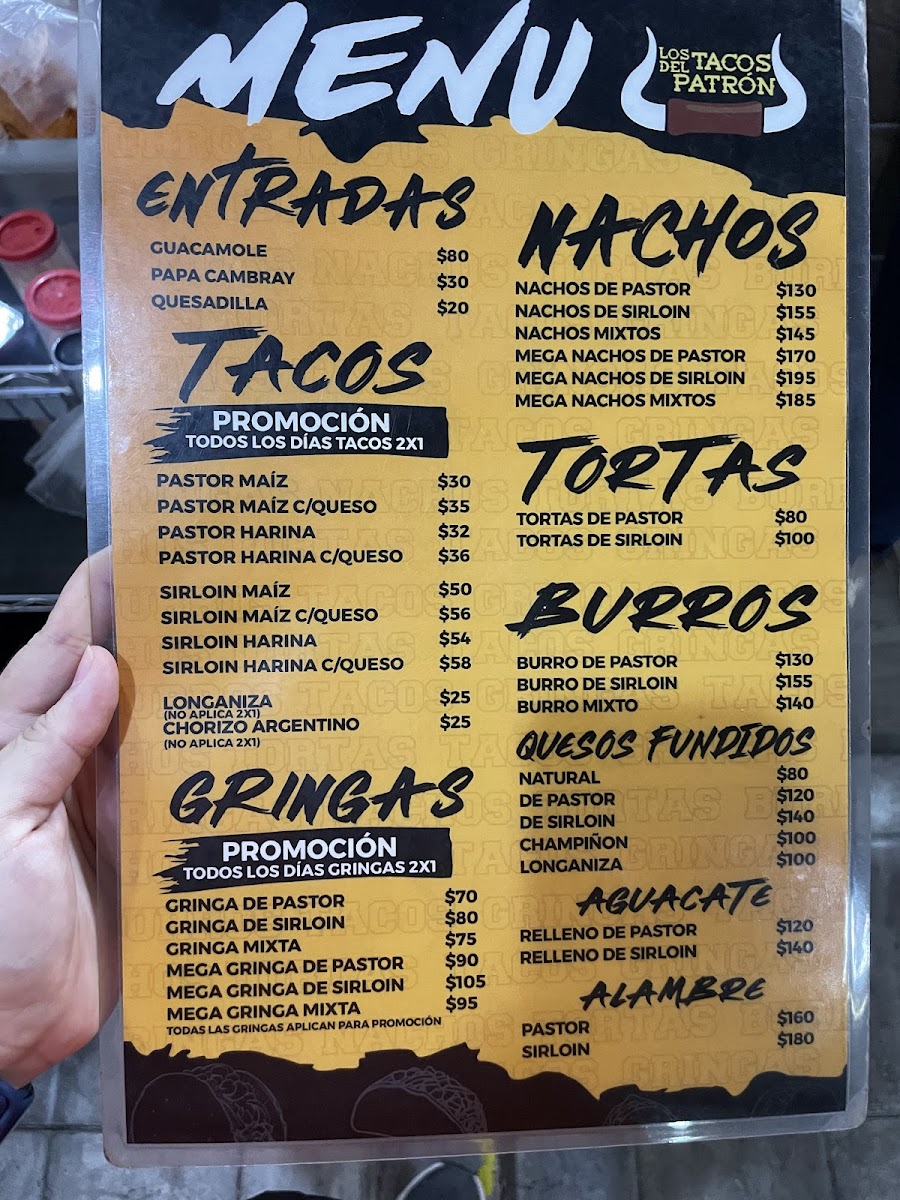 MENU
LOS TACOS
DEL PATRÓN
ENTRADAS
GUACAMOLE $80
PAPA CAMBRAY $30
QUESADILLA $20
TACOS
PROMOCIÓN
TODOS LOS DÍAS TACOS 2X1
PASTOR MAÍZ $30
PASTOR MAÍZ C/QUESO $35
PASTOR HARINA $32
PASTOR HARINA C/QUESO $36
SIRLOIN MAÍZ $50
SIRLOIN MAÍZ C/QUESO $56
SIRLOIN HARINA $54
SIRLOIN HARINA C/QUESO $58
LONGANIZA $25
(NO APLICA 2X1)
CHORIZO ARGENTINO $25
(NO APLICA 2X1)
GRINGAS
PROMOCIÓN
TODOS LOS DÍAS GRINGAS 2X1
GRINGA DE PASTOR $70
GRINGA DE SIRLOIN $80
GRINGA MIXTA $75
MEGA GRINGA DE PASTOR $90
MEGA GRINGA DE SIRLOIN $105
MEGA GRINGA MIXTA $95
TODAS LAS GRINGAS APLICAN PARA PROMOCIÓN
NACHOS
NACHOS DE PASTOR $130
NACHOS DE SIRLOIN $155
NACHOS MIXTOS $145
MEGA NACHOS DE PASTOR $170
MEGA NACHOS DE SIRLOIN $195
MEGA NACHOS MIXTOS $185
TORTAS
TORTAS DE PASTOR $80
TORTAS DE SIRLOIN $100
BURROS
BURRO DE PASTOR $130
BURRO DE SIRLOIN $155
BURRO MIXTO $140
QUESOS FUNDIDOS
NATURAL $80
DE PASTOR $120
DE SIRLOIN $140
CHAMPIÑON $100
LONGANIZA $100
AGUACATE
RELLENO DE PASTOR $120
RELLENO DE SIRLOIN $140
ALAMBRE
PASTOR $160
SIRLOIN $180